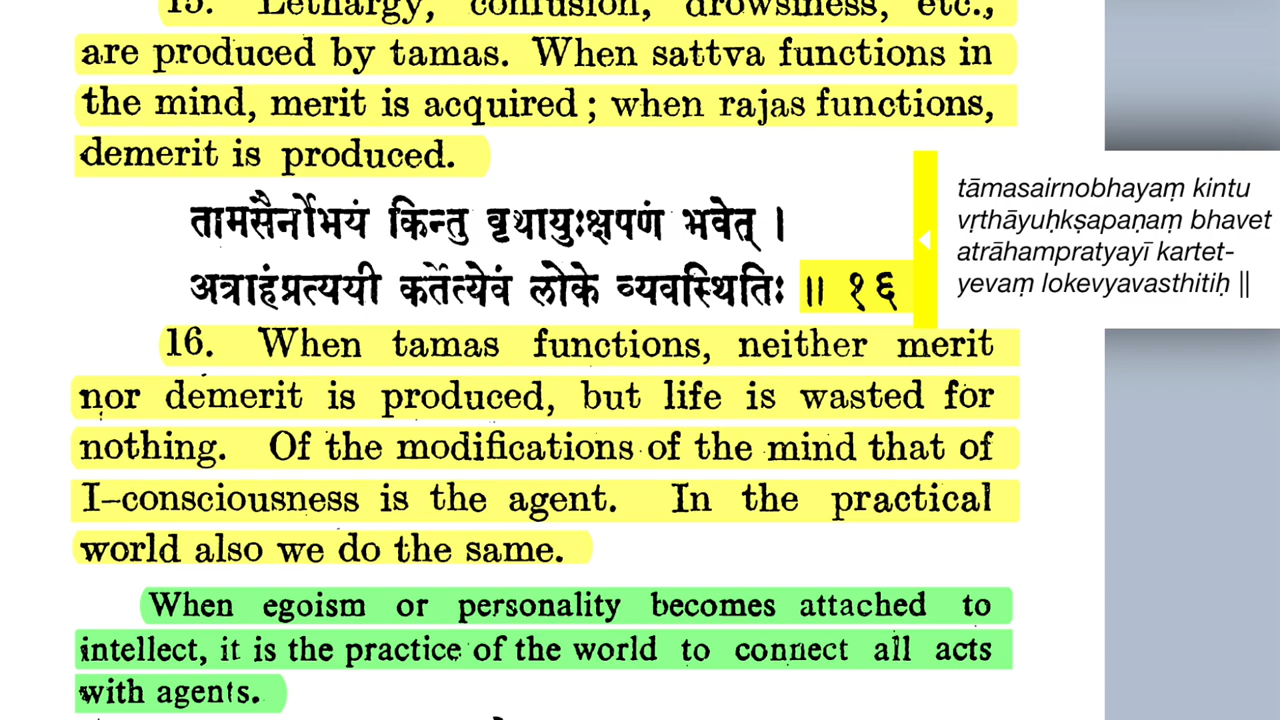 15. Lethargy, confusion, drowsiness, etc.,
are produced by tamas. When sattva functions in
the mind, merit is acquired ; when rajas functions,
demerit is produced.
तामसैर्नोभयं किन्तु वृथायुःक्षपणं भवेत् ।
अत्राहंप्रत्ययी कर्तेत्येवं लोके व्यवस्थितिः ॥ १६
16. When tamas functions, neither merit
nor demerit is produced, but life is wasted for
nothing. Of the modifications of the mind that of
I–consciousness is the agent. In the practical
world also we do the same.
When egoism or personality becomes attached to
intellect, it is the practice of the world to connect all acts
with agents.
tāmasairnobhayaṃ kintu
vṛthāyuḥkṣapaṇaṃ bhavet
atrāhampratyayī kartet-
yevaṃ lokevyavasthitiḥ ||